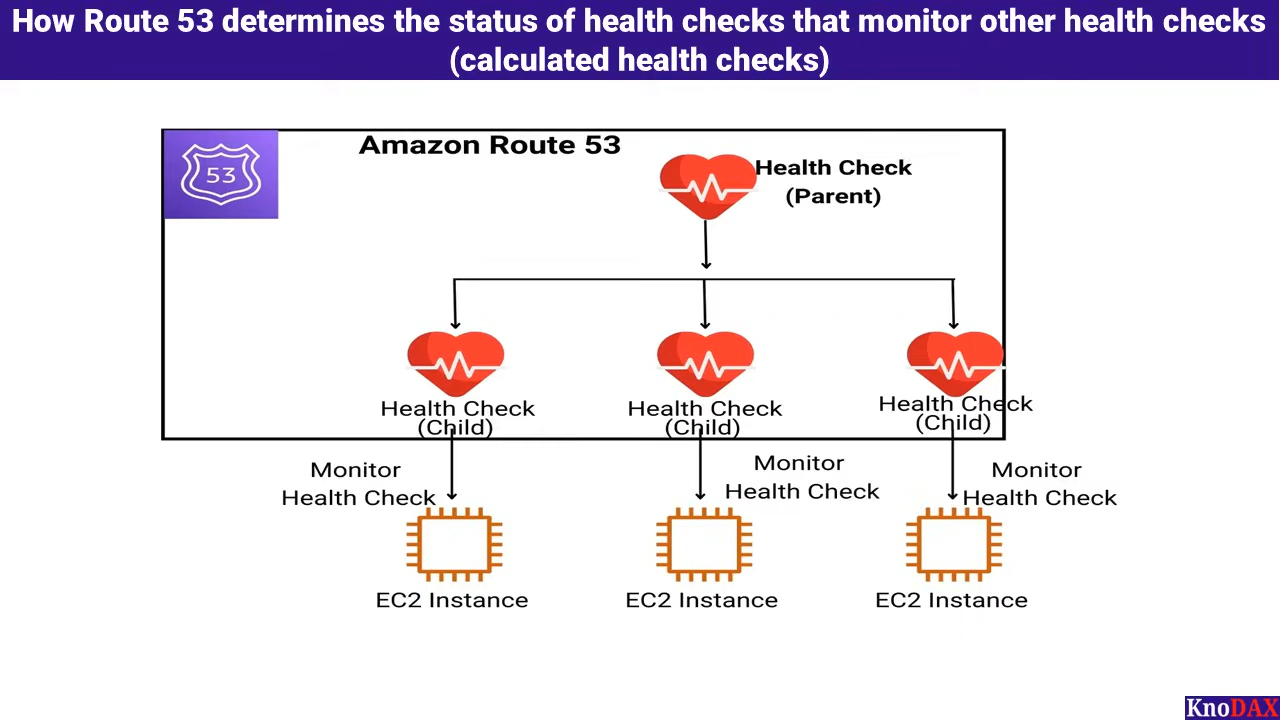 How Route 53 determines the status of health checks that monitor other health checks
(calculated health checks)
53
Amazon Route 53
Health Check
(Parent)
Health Check
(Child)
Health Check
(Child)
Health Check
(Child)
Monitor
Health Check
Monitor
Health Check
Monitor
Health Check
EC2 Instance
EC2 Instance
EC2 Instance
KnoDAX